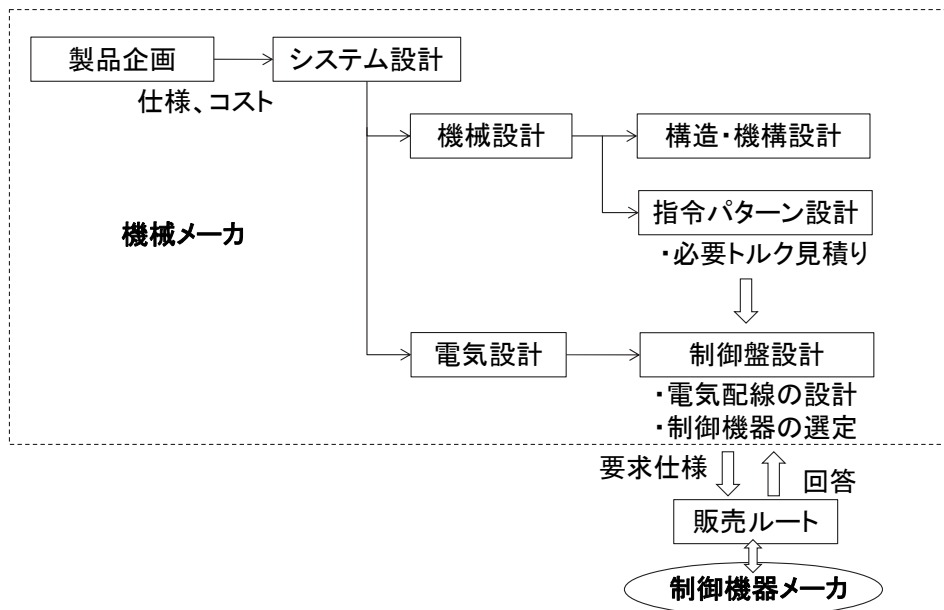 製品企画
システム設計
仕様、コスト
機械設計
構造・機構設計
指令パターン設計
機械メーカ
・必要トルク見積り
電気設計
制御盤設計
・電気配線の設計
・制御機器の選定
要求仕様
回答
販売ルート
制御機器メーカ